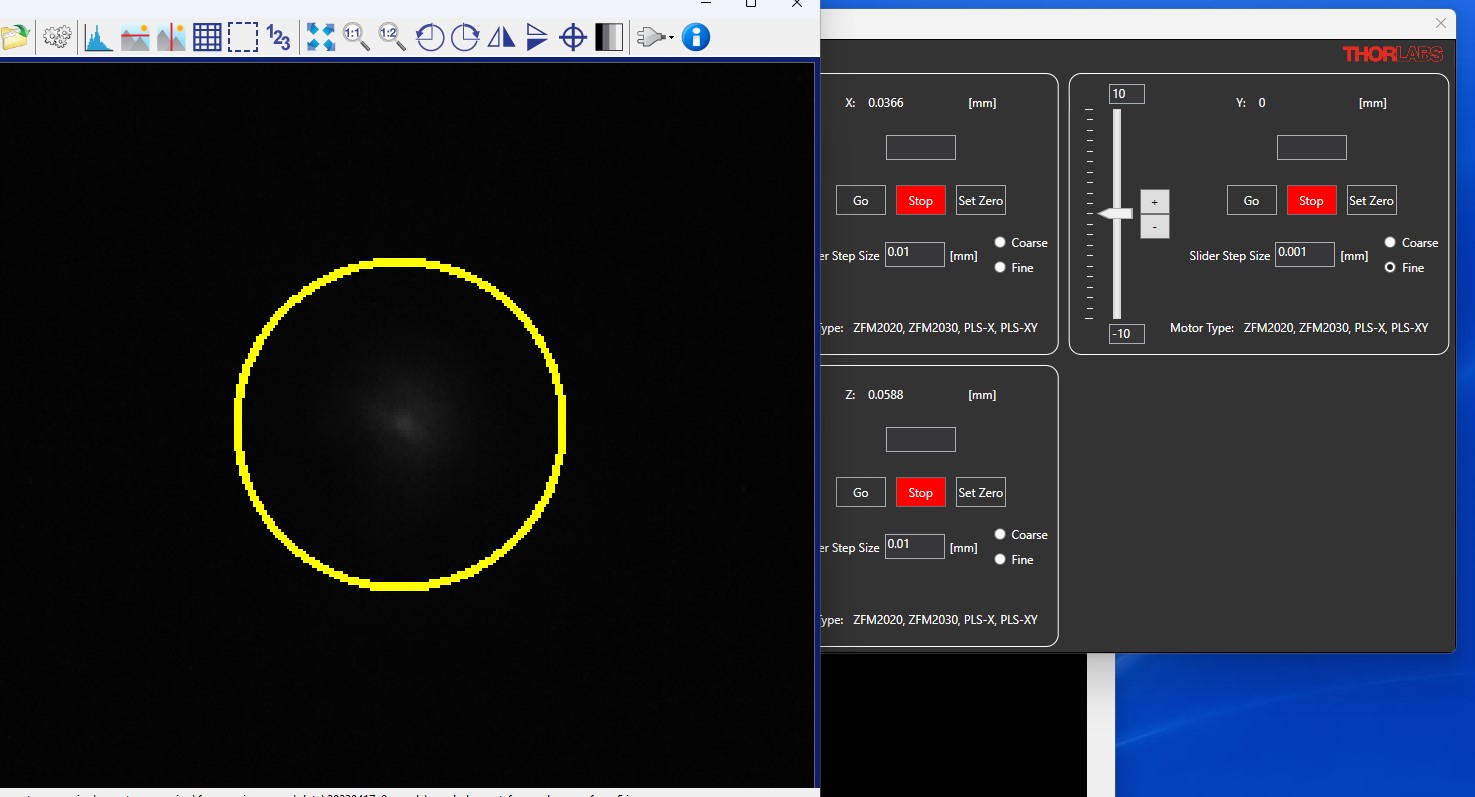 1:1
1:2
123
THORLABS
X: 0.0366 [mm]
Go Stop Set Zero
er Step Size 0.01 [mm]
Coarse
Fine
ype: ZFM2020, ZFM2030, PLS-X, PLS-XY
10
Y: 0 [mm]
+
-
Go Stop Set Zero
Slider Step Size 0.001 [mm]
Coarse
Fine
-10
Motor Type: ZFM2020, ZFM2030, PLS-X, PLS-XY
Z: 0.0588 [mm]
Go Stop Set Zero
er Step Size 0.01 [mm]
Coarse
Fine
ype: ZFM2020, ZFM2030, PLS-X, PLS-XY